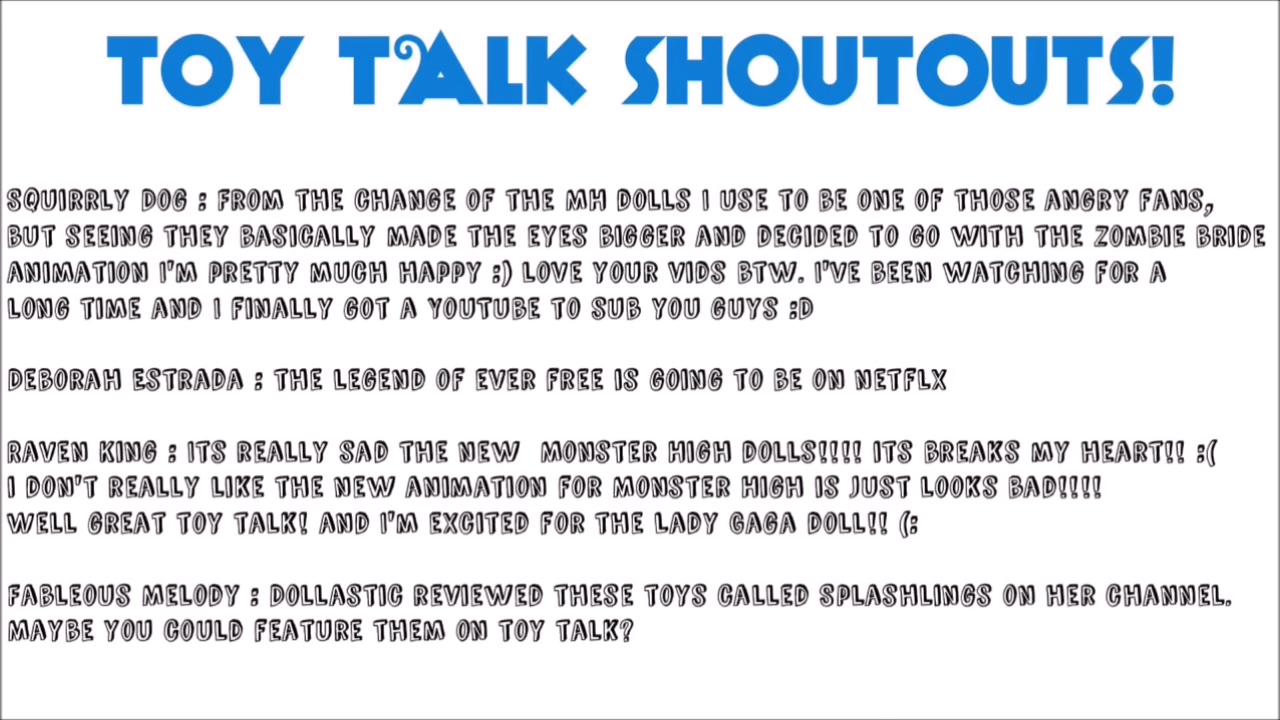 TOY TALK SHOUTOUTS!
SQUIRRLY DOG : FROM THE CHANGE OF THE MH DOLLS I USE TO BE ONE OF THOSE ANGRY FANS,
BUT SEEING THEY BASICALLY MADE THE EYES BIGGER AND DECIDED TO GO WITH THE ZOMBIE BRIDE
ANIMATION I'M PRETTY MUCH HAPPY :) LOVE YOUR VIDS BTW. I'VE BEEN WATCHING FOR A
LONG TIME AND I FINALLY GOT A YOUTUBE TO SUB YOU GUYS :D
DEBORAH ESTRADA : THE LEGEND OF EVER FREE IS GOING TO BE ON NETFLX
RAVEN KING : ITS REALLY SAD THE NEW  MONSTER HIGH DOLLS!!!! ITS BREAKS MY HEART!! :(
I DON'T REALLY LIKE THE NEW ANIMATION FOR MONSTER HIGH IS JUST LOOKS BAD!!!!
WELL GREAT TOY TALK! AND I'M EXCITED FOR THE LADY GAGA DOLL!! (:
FABLEOUS MELODY : DOLLASTIC REVIEWED THESE TOYS CALLED SPLASHLINGS ON HER CHANNEL.
MAYBE YOU COULD FEATURE THEM ON TOY TALK?